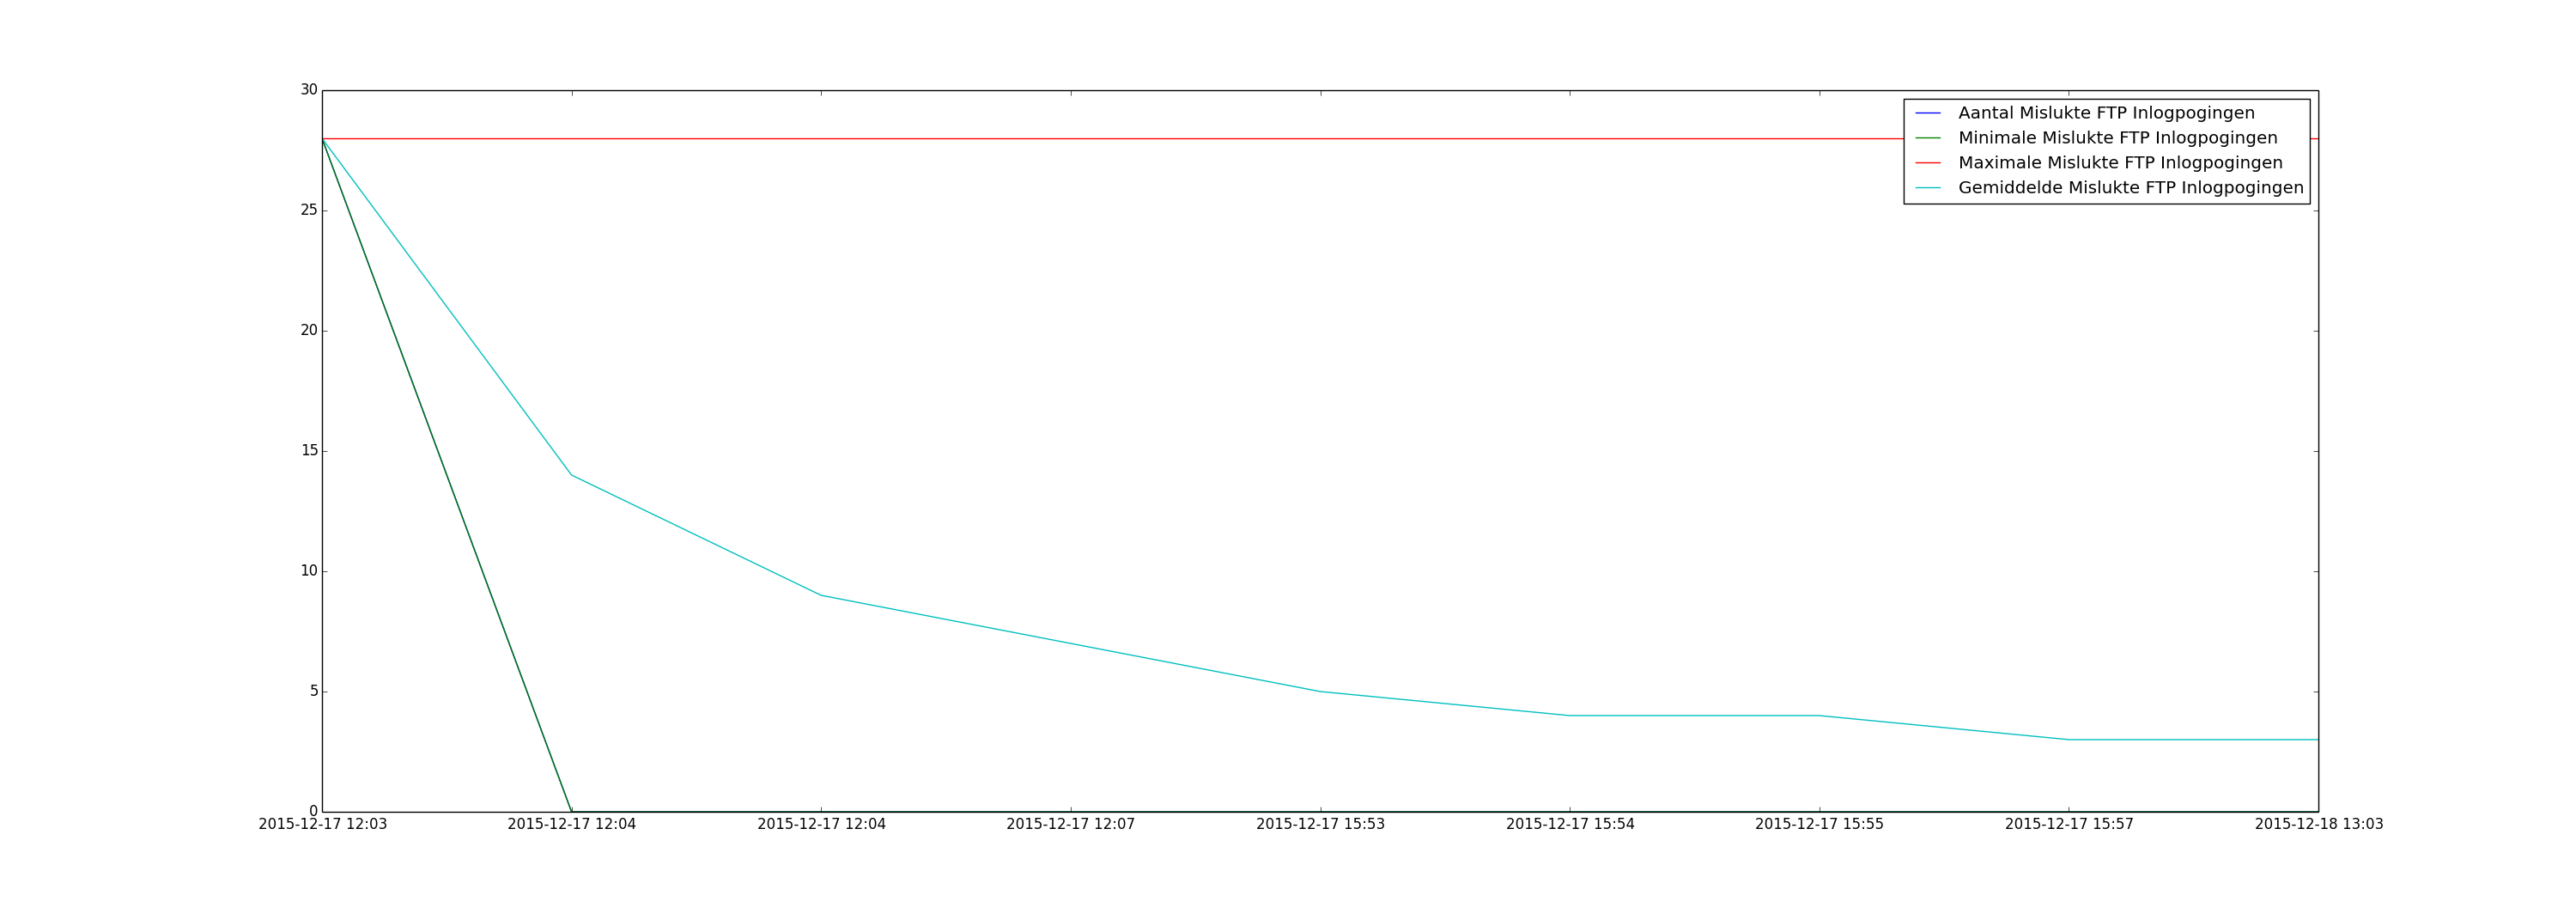 30
25
20
15
10
5
0
Aantal Mislukte FTP Inlogpogingen
Minimale Mislukte FTP Inlogpogingen
Maximale Mislukte FTP Inlogpogingen
Gemiddelde Mislukte FTP Inlogpogingen
2015-12-17 12:03 2015-12-17 12:04 2015-12-17 12:04 2015-12-17 12:07 2015-12-17 15:53 2015-12-17 15:54 2015-12-17 15:55 2015-12-17 15:57 2015-12-18 13:03